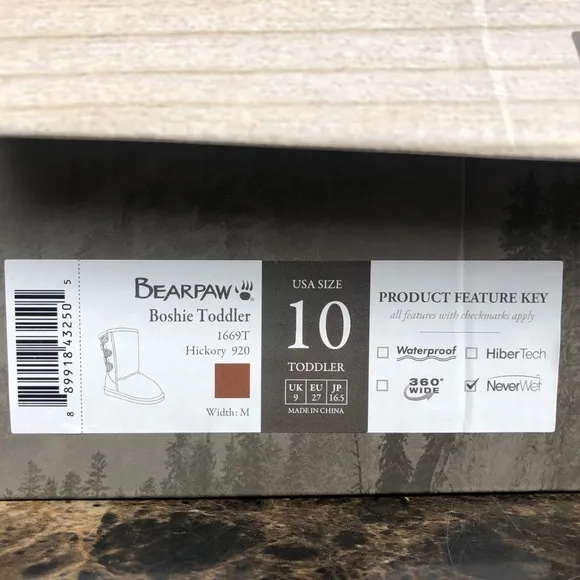 8 89918 43250 5
BEARPAW
Boshie Toddler
1669T
Hickory 920
Width: M
USA SIZE
10
TODDLER
UK EU JP
9 27 16.5
MADE IN CHINA
PRODUCT FEATURE KEY
all features with checkmarks apply
Waterproof HiberTech
360° WIDE NeverWet